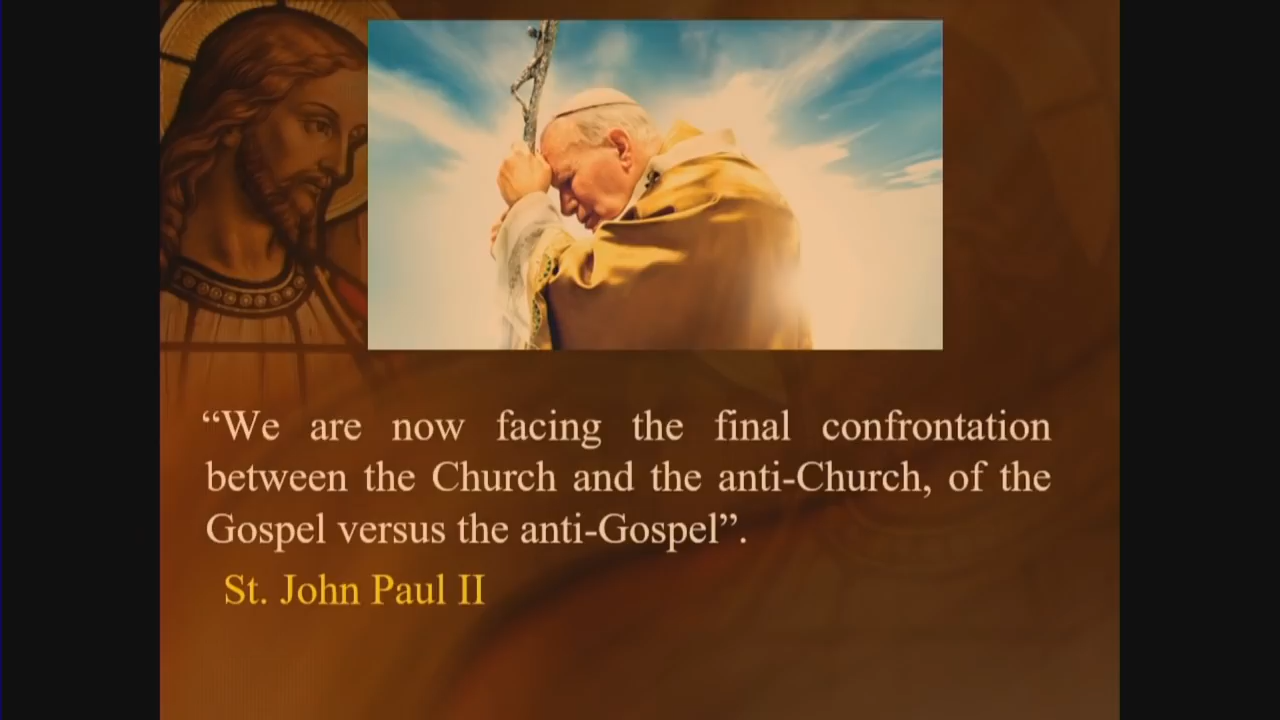 “We are now facing the final confrontation
between the Church and the anti-Church, of the
Gospel versus the anti-Gospel”.
St. John Paul II